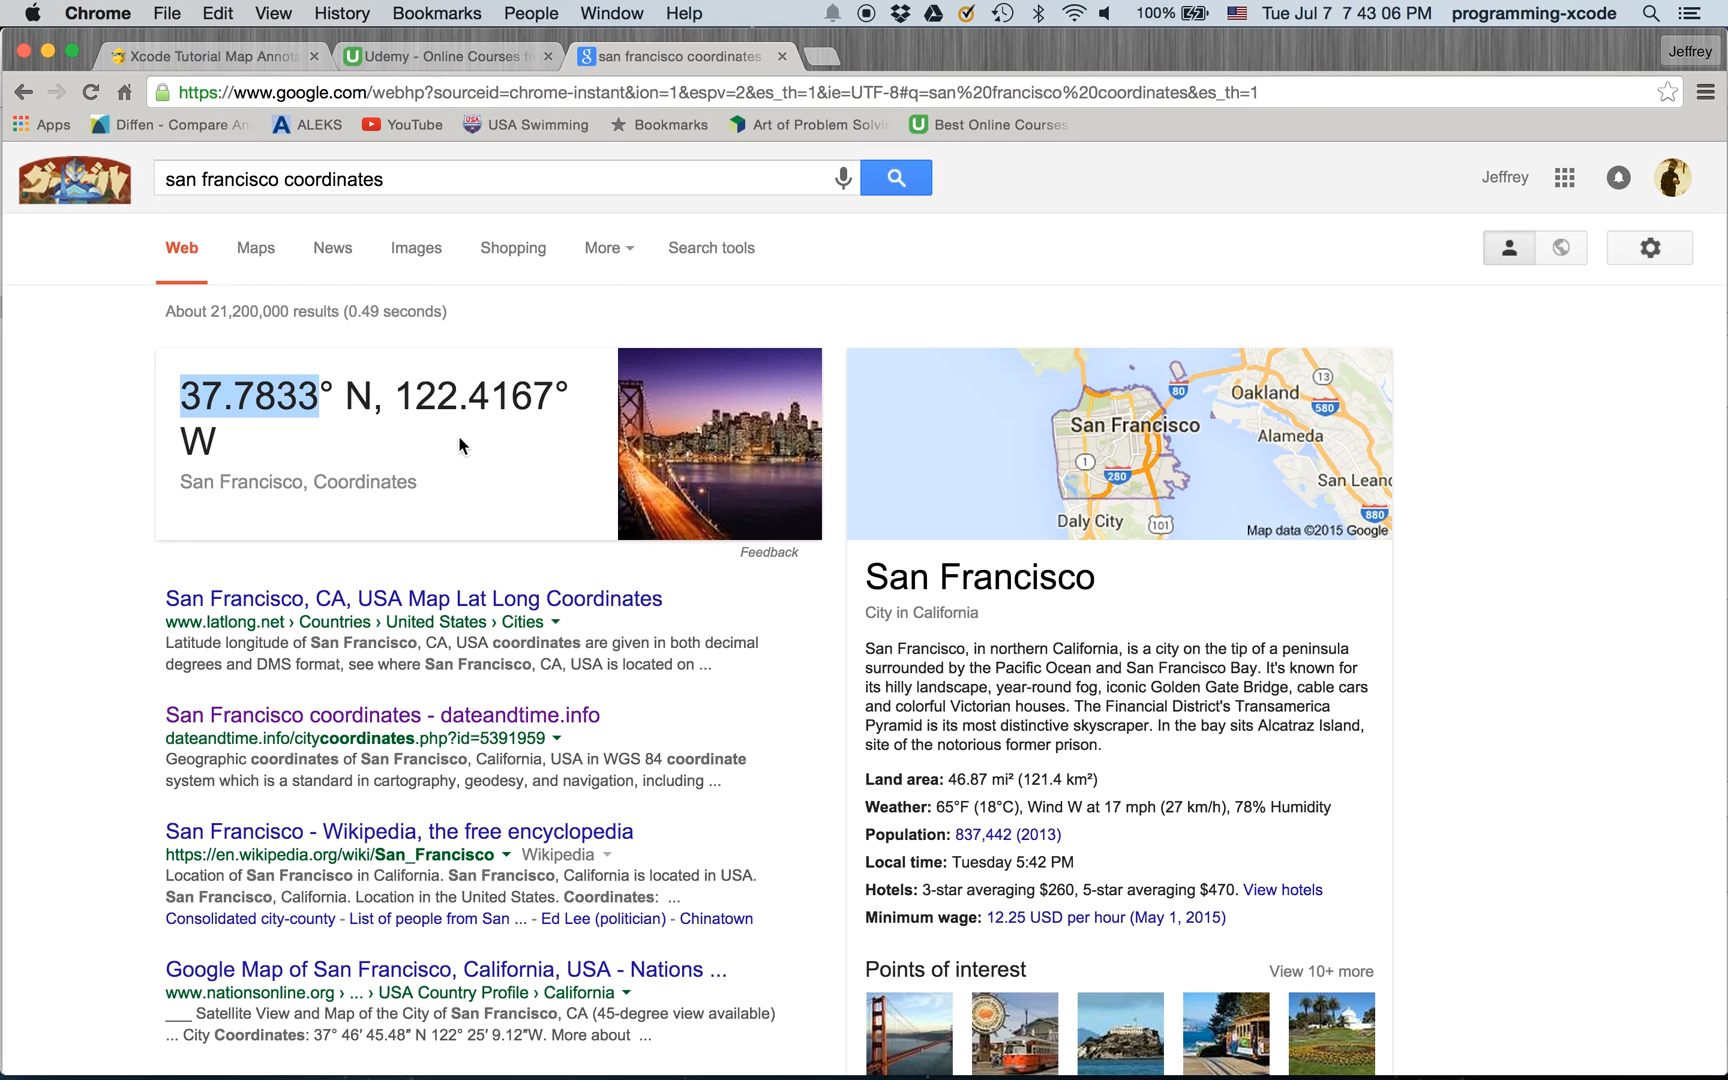 Chrome File Edit View History Bookmarks People Window Help 100% Tue Jul 7 7 43 06 PM programming-xcode
Xcode Tutorial Map Annota
Udemy - Online Courses fr
san francisco coordinates
Jeffrey
https://www.google.com/webhp?sourceid=chrome-instant&ion=1&espv=2&es_th=1&ie=UTF-8#q=san%20francisco%20coordinates&es_th=1
Apps Diffen - Compare An ALEKS YouTube USA Swimming Bookmarks Art of Problem Solvi Best Online Courses
グーグル
san francisco coordinates
Jeffrey
Web Maps News Images Shopping More Search tools
About 21,200,000 results (0.49 seconds)
37.7833° N, 122.4167°
W
San Francisco, Coordinates
Feedback
San Francisco, CA, USA Map Lat Long Coordinates
www.latlong.net › Countries › United States › Cities
Latitude longitude of San Francisco, CA, USA coordinates are given in both decimal
degrees and DMS format, see where San Francisco, CA, USA is located on ...
San Francisco coordinates - dateandtime.info
dateandtime.info/citycoordinates.php?id=5391959
Geographic coordinates of San Francisco, California, USA in WGS 84 coordinate
system which is a standard in cartography, geodesy, and navigation, including ...
San Francisco - Wikipedia, the free encyclopedia
https://en.wikipedia.org/wiki/San_Francisco Wikipedia
Location of San Francisco in California. San Francisco, California is located in USA.
San Francisco, California. Location in the United States. Coordinates: ...
Consolidated city-county - List of people from San ... - Ed Lee (politician) - Chinatown
Google Map of San Francisco, California, USA - Nations ...
www.nationsonline.org › ... › USA Country Profile › California
___ Satellite View and Map of the City of San Francisco, CA (45-degree view available)
... City Coordinates: 37° 46′ 45.48″ N 122° 25′ 9.12″W. More about ...
80
13
Oakland
580
San Francisco
Alameda
1
280
San Leand
Daly City
101
880
Map data ©2015 Google
San Francisco
City in California
San Francisco, in northern California, is a city on the tip of a peninsula
surrounded by the Pacific Ocean and San Francisco Bay. It's known for
its hilly landscape, year-round fog, iconic Golden Gate Bridge, cable cars
and colorful Victorian houses. The Financial District's Transamerica
Pyramid is its most distinctive skyscraper. In the bay sits Alcatraz Island,
site of the notorious former prison.
Land area: 46.87 mi² (121.4 km²)
Weather: 65°F (18°C), Wind W at 17 mph (27 km/h), 78% Humidity
Population: 837,442 (2013)
Local time: Tuesday 5:42 PM
Hotels: 3-star averaging $260, 5-star averaging $470. View hotels
Minimum wage: 12.25 USD per hour (May 1, 2015)
Points of interest View 10+ more